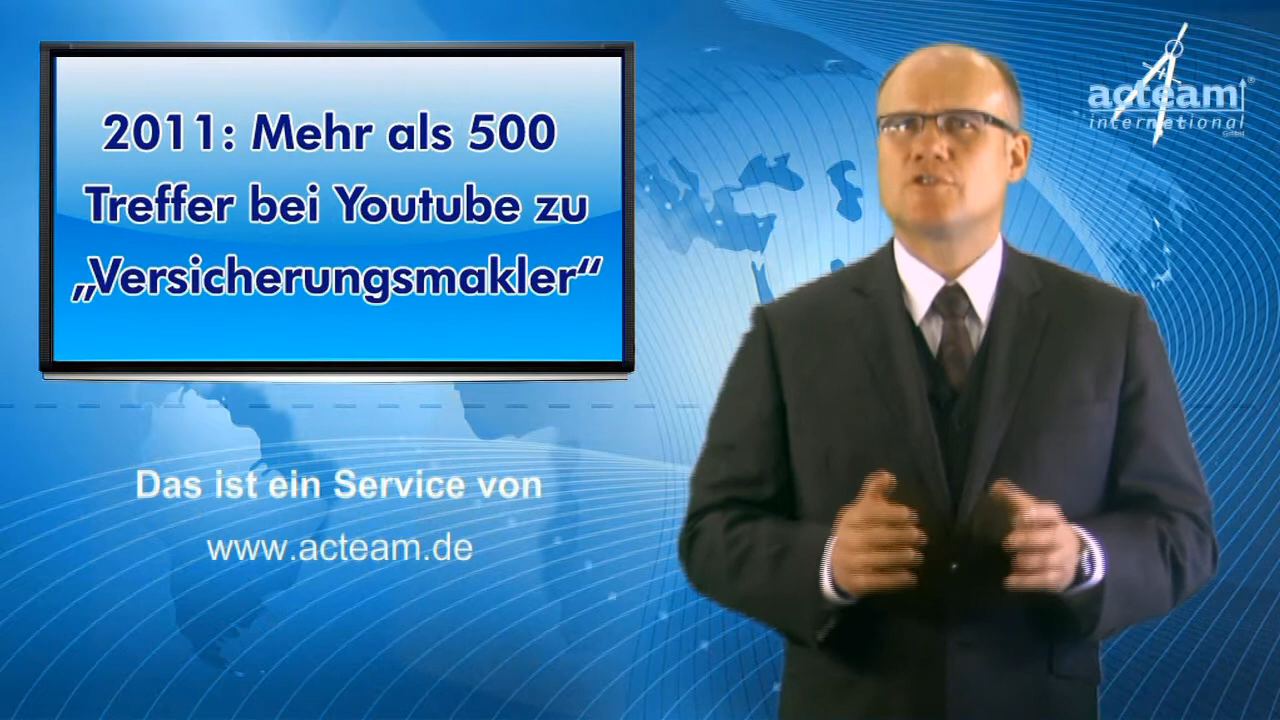 2011: Mehr als 500
Treffer bei Youtube zu
„Versicherungsmakler“
Das ist ein Service von
www.acteam.de
acteam®
international
GmbH